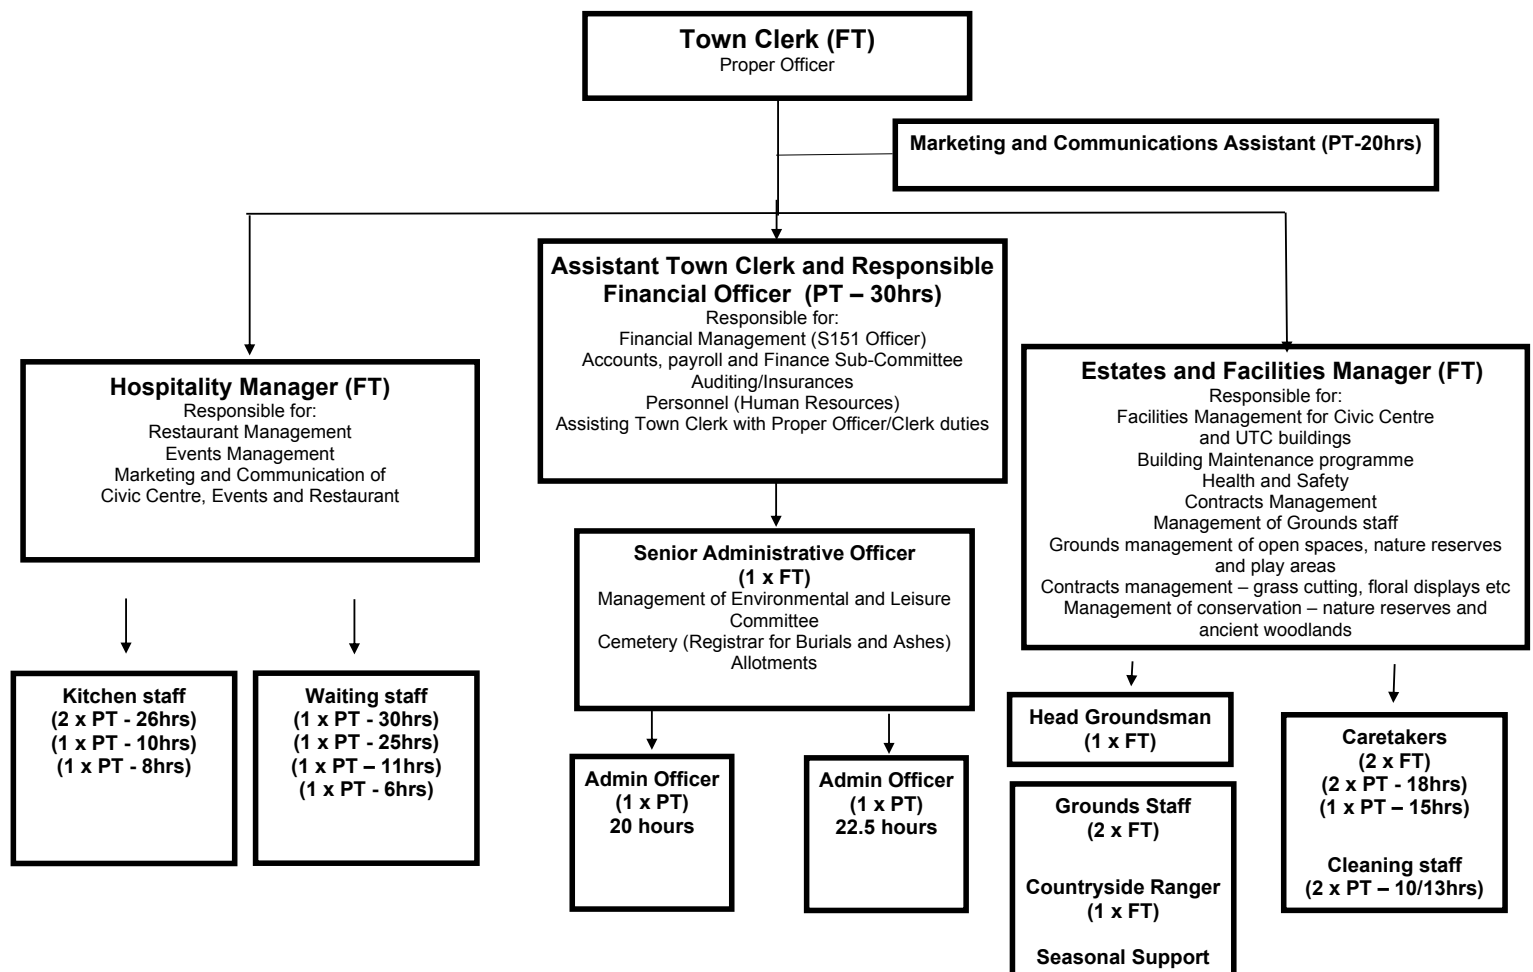 Town Clerk (FT)
Proper Officer
Marketing and Communications Assistant (PT-20hrs)
Assistant Town Clerk and Responsible
Financial Officer (PT – 30hrs)
Responsible for:
Financial Management (S151 Officer)
Accounts, payroll and Finance Sub-Committee
Auditing/Insurances
Personnel (Human Resources)
Assisting Town Clerk with Proper Officer/Clerk duties
Hospitality Manager (FT)
Responsible for:
Restaurant Management
Events Management
Marketing and Communication of
Civic Centre, Events and Restaurant
Estates and Facilities Manager (FT)
Responsible for:
Facilities Management for Civic Centre
and UTC buildings
Building Maintenance programme
Health and Safety
Contracts Management
Management of Grounds staff
Grounds management of open spaces, nature reserves
and play areas
Contracts management – grass cutting, floral displays etc
Management of conservation – nature reserves and
ancient woodlands
Senior Administrative Officer
(1 x FT)
Management of Environmental and Leisure
Committee
Cemetery (Registrar for Burials and Ashes)
Allotments
Kitchen staff
(2 x PT - 26hrs)
(1 x PT - 10hrs)
(1 x PT - 8hrs)
Waiting staff
(1 x PT - 30hrs)
(1 x PT - 25hrs)
(1 x PT – 11hrs)
(1 x PT - 6hrs)
Admin Officer
(1 x PT)
20 hours
Admin Officer
(1 x PT)
22.5 hours
Head Groundsman
(1 x FT)
Grounds Staff
(2 x FT)
Countryside Ranger
(1 x FT)
Seasonal Support
Caretakers
(2 x FT)
(2 x PT - 18hrs)
(1 x PT – 15hrs)
Cleaning staff
(2 x PT – 10/13hrs)